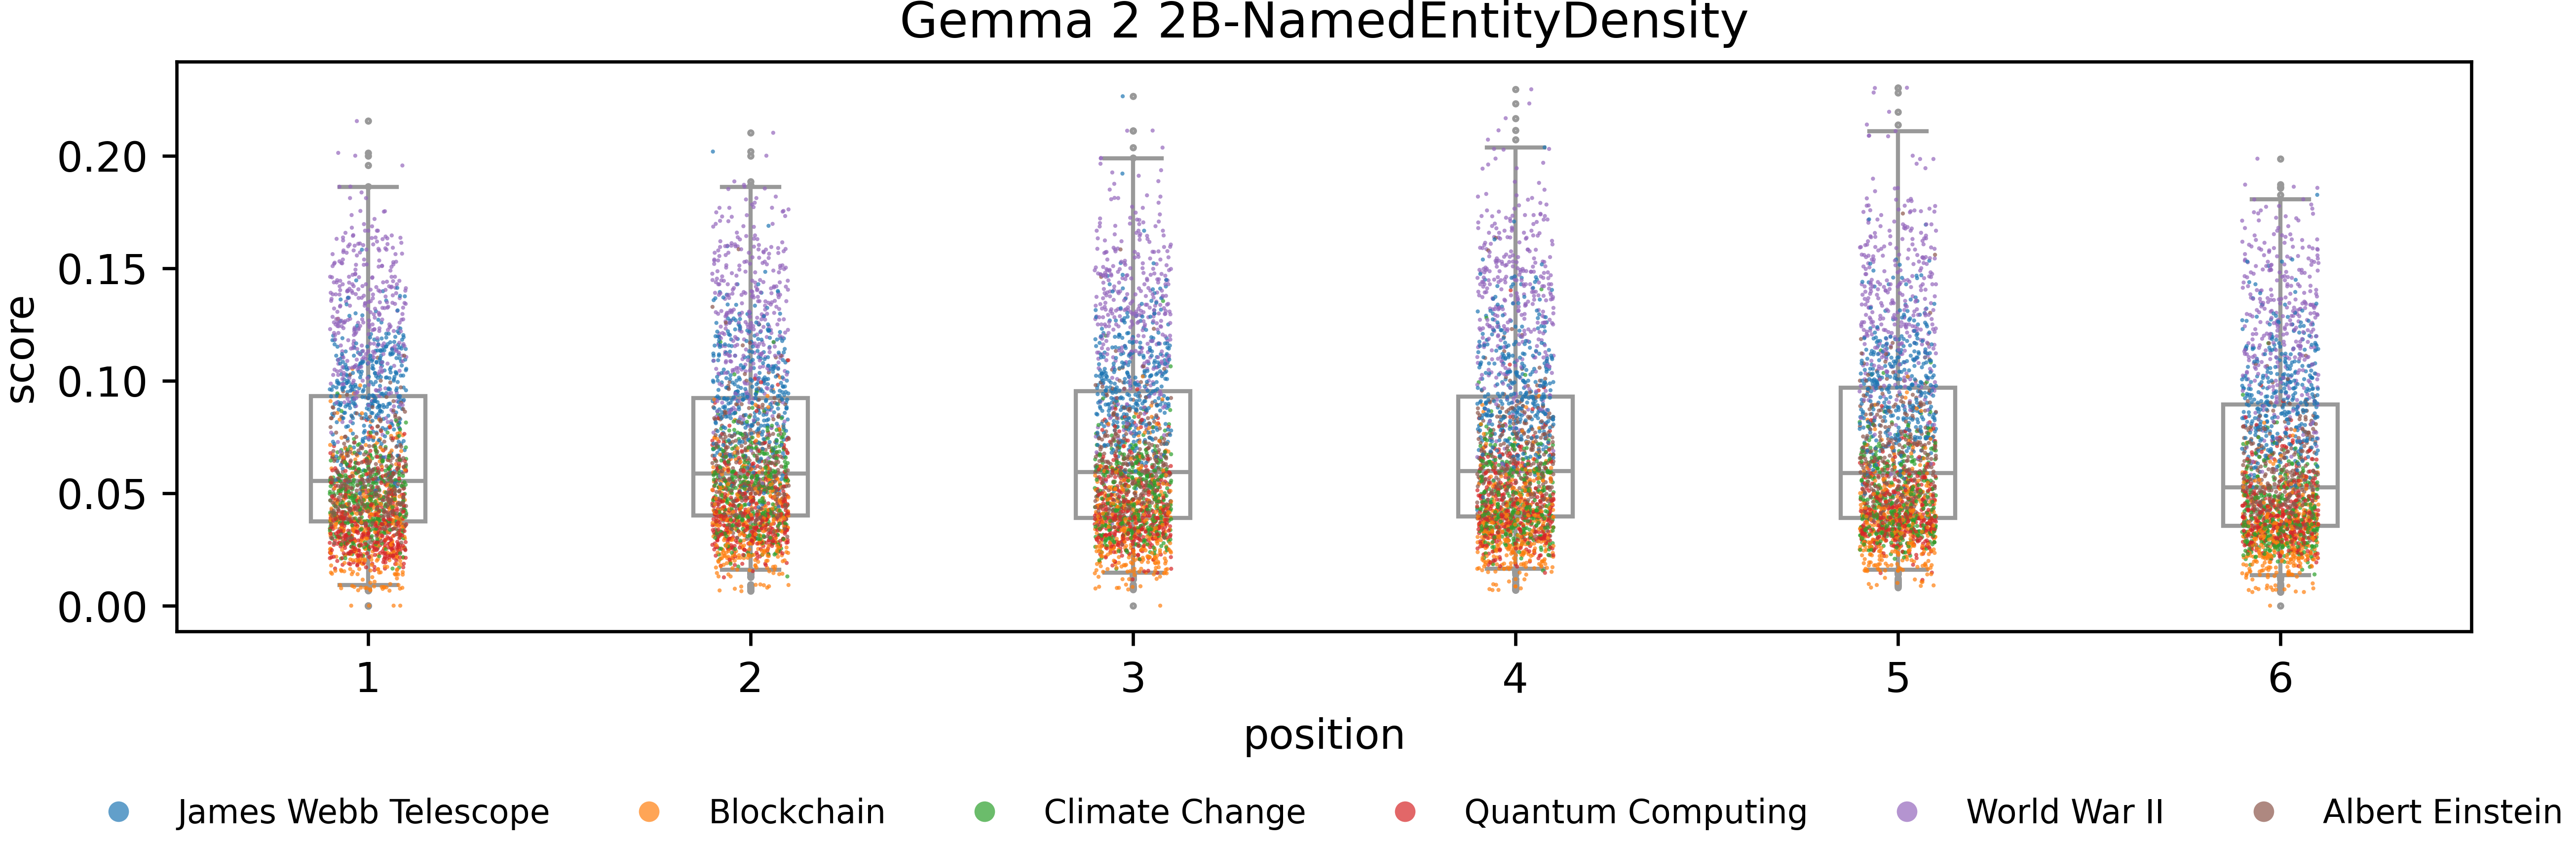 Gemma 2 2B-NamedEntityDensity
score
0.20
0.15
0.10
0.05
0.00
1 2 3 4 5 6
position
James Webb Telescope Blockchain Climate Change Quantum Computing World War II Albert Einstein